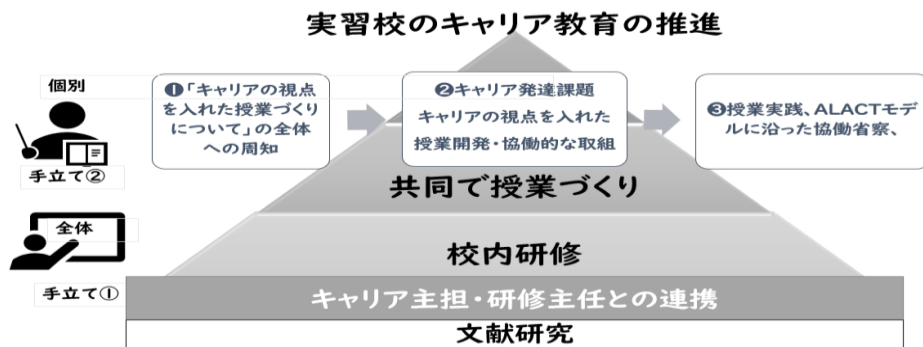 実習校のキャリア教育の推進
個別
❶「キャリアの視点
を入れた授業づくり
について」の全体
への周知
❷キャリア発達課題
キャリアの視点を入れた
授業開発・協働的な取組
❸授業実践、ALACTモデ
ルに沿った協働省察、
手立て②
共同で授業づくり
全体
校内研修
手立て①
キャリア主担・研修主任との連携
文献研究